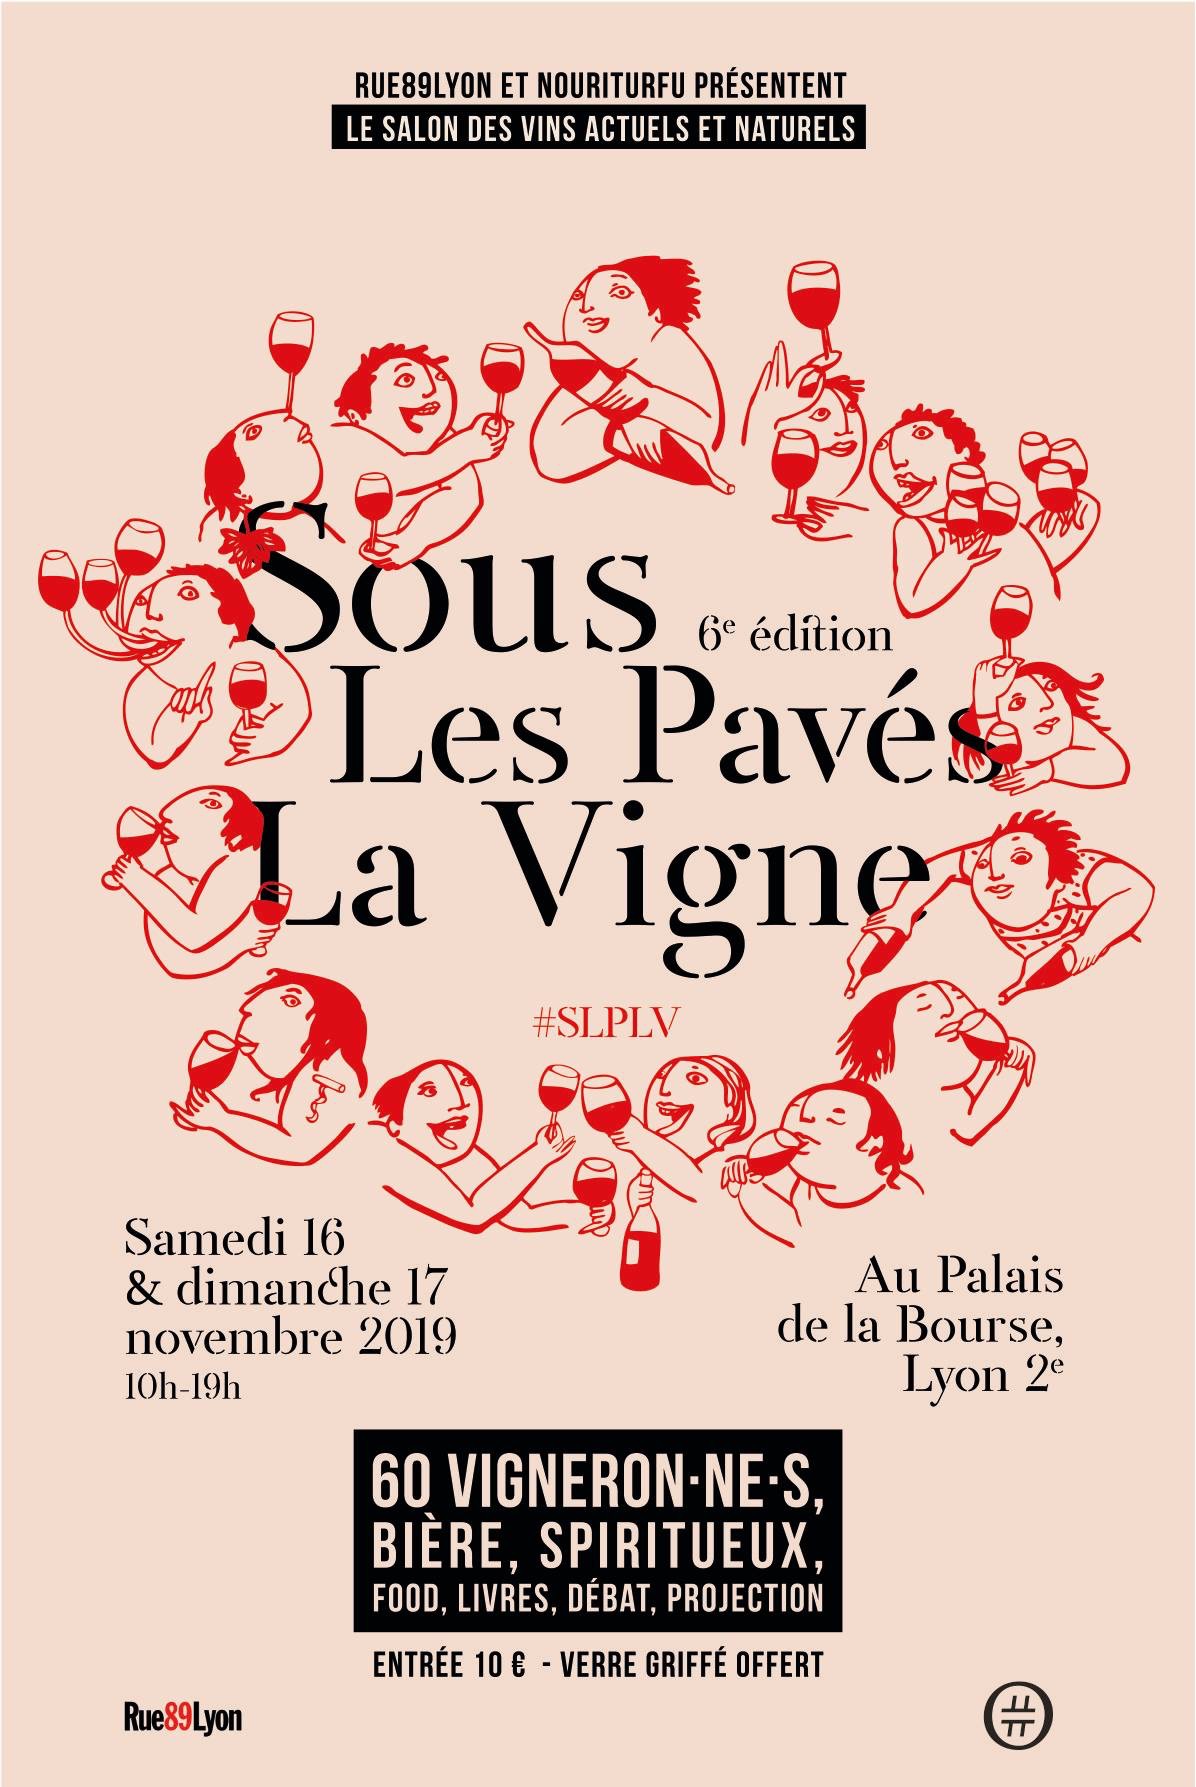 RUE89LYON ET NOURITURFU PRÉSENTENT
LE SALON DES VINS ACTUELS ET NATURELS
Sous
6e édition
Les Pavés
La Vigne
#SLPLV
Samedi 16
& dimanche 17
novembre 2019
10h-19h
Au Palais
de la Bourse,
Lyon 2e
60 VIGNERON·NE·S,
BIÈRE, SPIRITUEUX,
FOOD, LIVRES, DÉBAT, PROJECTION
ENTRÉE 10 € - VERRE GRIFFÉ OFFERT
Rue89Lyon